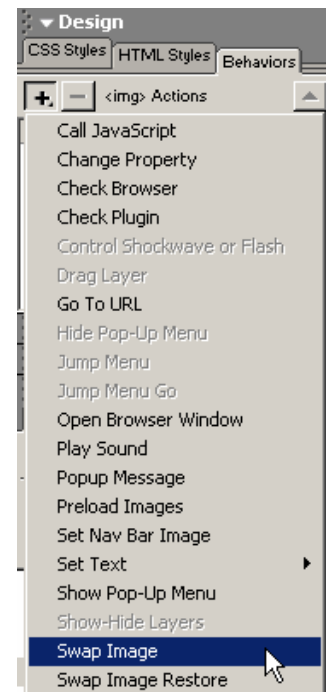 Design
CSS Styles HTML Styles Behaviors
<img> Actions
Call JavaScript
Change Property
Check Browser
Check Plugin
Control Shockwave or Flash
Drag Layer
Go To URL
Hide Pop-Up Menu
Jump Menu
Jump Menu Go
Open Browser Window
Play Sound
Popup Message
Preload Images
Set Nav Bar Image
Set Text
Show Pop-Up Menu
Show-Hide Layers
Swap Image
Swap Image Restore